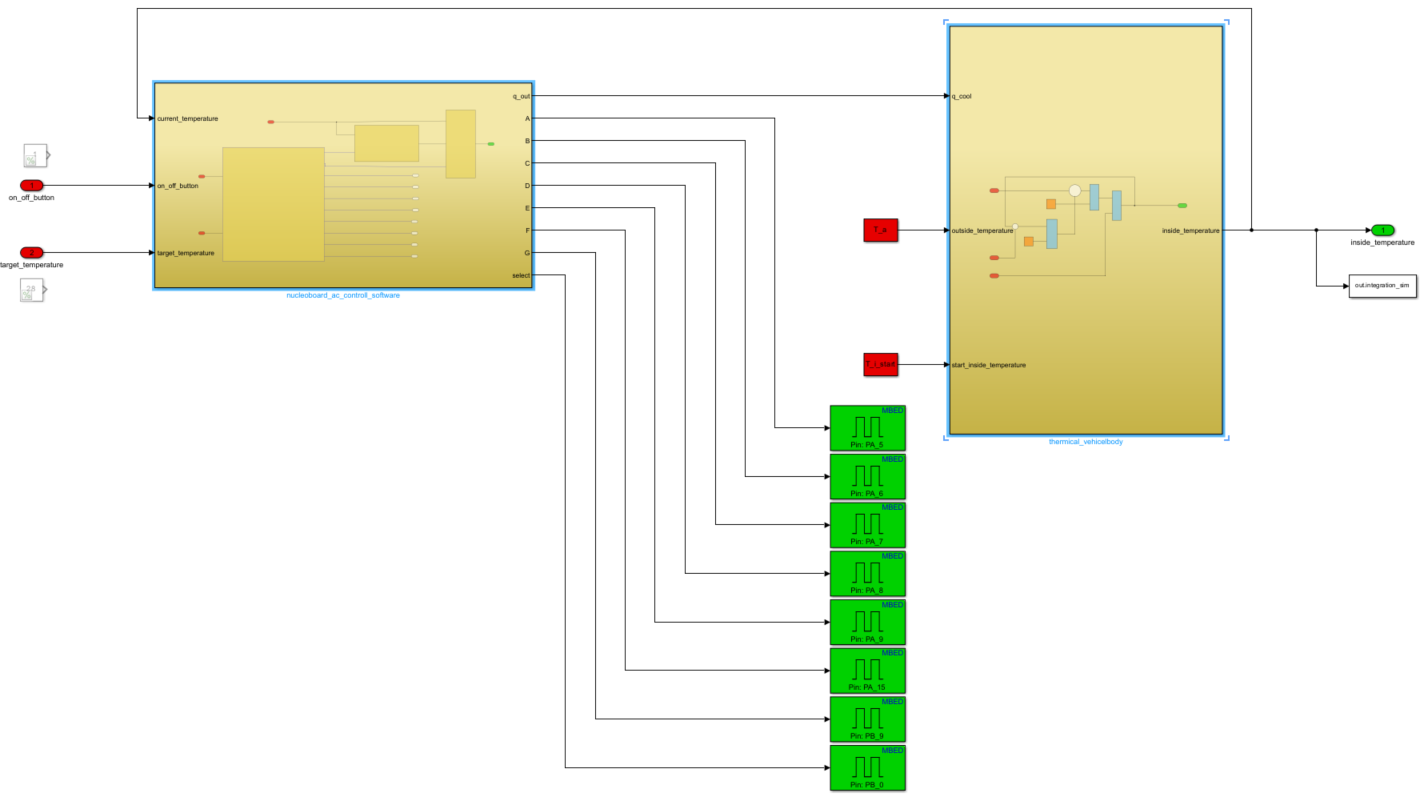 q_out
q_cool
current_temperature
A
B
C
1
on_off_button
on_off_button
D
E
F
G
2
target_temperature
target_temperature
select
nucleoboard_ac_controll_software
outside_temperature
inside_temperature
1
inside_temperature
out.integration_sim
start_inside_temperature
thermical_vehicelbody
MBED
Pin: PA_5
MBED
Pin: PA_6
MBED
Pin: PA_7
MBED
Pin: PA_8
MBED
Pin: PA_9
MBED
Pin: PA_15
MBED
Pin: PB_9
MBED
Pin: PB_0